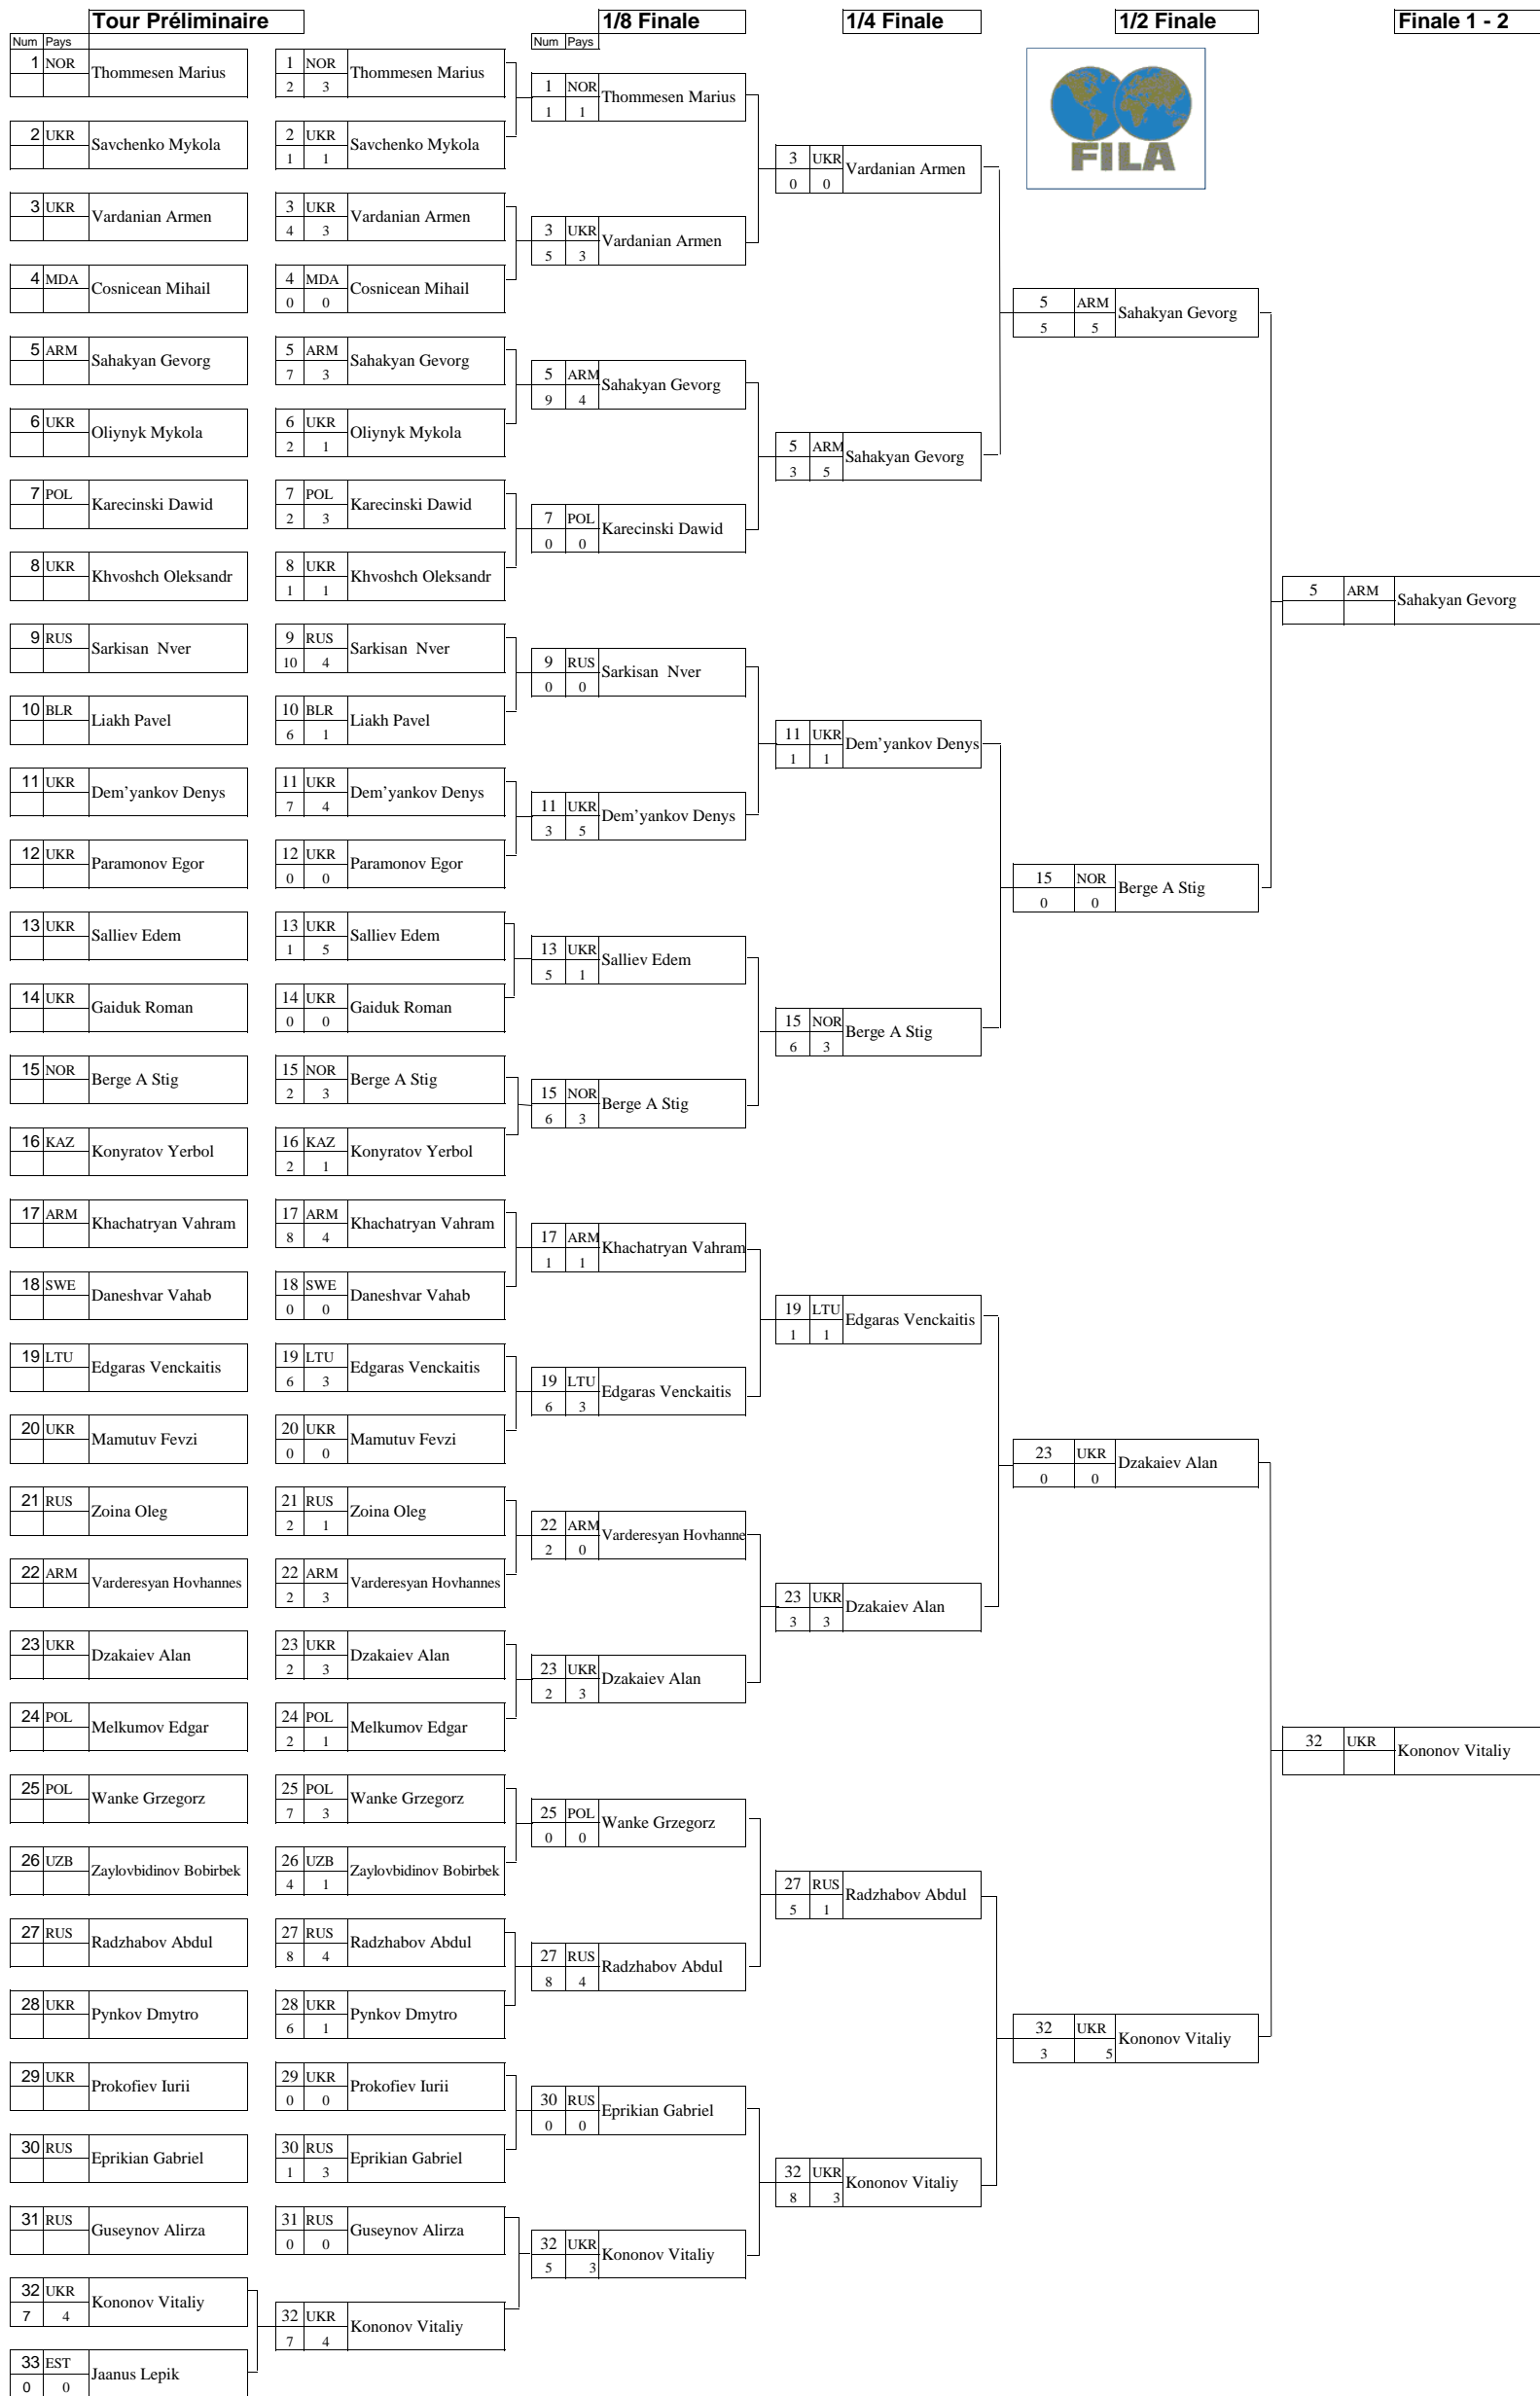 Tour Préliminaire
1/8 Finale
1/4 Finale
1/2 Finale
Finale 1 - 2
Num Pays
Num Pays
FILA
1 NOR Thommesen Marius
2 UKR Savchenko Mykola
3 UKR Vardanian Armen
4 MDA Cosnicean Mihail
5 ARM Sahakyan Gevorg
6 UKR Oliynyk Mykola
7 POL Karecinski Dawid
8 UKR Khvoshch Oleksandr
9 RUS Sarkisan Nver
10 BLR Liakh Pavel
11 UKR Dem'yankov Denys
12 UKR Paramonov Egor
13 UKR Salliev Edem
14 UKR Gaiduk Roman
15 NOR Berge A Stig
16 KAZ Konyratov Yerbol
17 ARM Khachatryan Vahram
18 SWE Daneshvar Vahab
19 LTU Edgaras Venckaitis
20 UKR Mamutuv Fevzi
21 RUS Zoina Oleg
22 ARM Varderesyan Hovhannes
23 UKR Dzakaiev Alan
24 POL Melkumov Edgar
25 POL Wanke Grzegorz
26 UZB Zaylovbidinov Bobirbek
27 RUS Radzhabov Abdul
28 UKR Pynkov Dmytro
29 UKR Prokofiev Iurii
30 RUS Eprikian Gabriel
31 RUS Guseynov Alirza
32 UKR Kononov Vitaliy
7 4
33 EST Jaanus Lepik
0 0
1 NOR Thommesen Marius
2 3
2 UKR Savchenko Mykola
1 1
3 UKR Vardanian Armen
4 3
4 MDA Cosnicean Mihail
0 0
5 ARM Sahakyan Gevorg
7 3
6 UKR Oliynyk Mykola
2 1
7 POL Karecinski Dawid
2 3
8 UKR Khvoshch Oleksandr
1 1
9 RUS Sarkisan Nver
10 4
10 BLR Liakh Pavel
6 1
11 UKR Dem'yankov Denys
7 4
12 UKR Paramonov Egor
0 0
13 UKR Salliev Edem
1 5
14 UKR Gaiduk Roman
0 0
15 NOR Berge A Stig
2 3
16 KAZ Konyratov Yerbol
2 1
17 ARM Khachatryan Vahram
8 4
18 SWE Daneshvar Vahab
0 0
19 LTU Edgaras Venckaitis
6 3
20 UKR Mamutuv Fevzi
0 0
21 RUS Zoina Oleg
2 1
22 ARM Varderesyan Hovhannes
2 3
23 UKR Dzakaiev Alan
2 3
24 POL Melkumov Edgar
2 1
25 POL Wanke Grzegorz
7 3
26 UZB Zaylovbidinov Bobirbek
4 1
27 RUS Radzhabov Abdul
8 4
28 UKR Pynkov Dmytro
6 1
29 UKR Prokofiev Iurii
0 0
30 RUS Eprikian Gabriel
1 3
31 RUS Guseynov Alirza
0 0
32 UKR Kononov Vitaliy
7 4
1 NOR Thommesen Marius
1 1
3 UKR Vardanian Armen
5 3
5 ARM Sahakyan Gevorg
9 4
7 POL Karecinski Dawid
0 0
9 RUS Sarkisan Nver
0 0
11 UKR Dem'yankov Denys
3 5
13 UKR Salliev Edem
5 1
15 NOR Berge A Stig
6 3
17 ARM Khachatryan Vahram
1 1
19 LTU Edgaras Venckaitis
6 3
22 ARM Varderesyan Hovhanne
2 0
23 UKR Dzakaiev Alan
2 3
25 POL Wanke Grzegorz
0 0
27 RUS Radzhabov Abdul
8 4
30 RUS Eprikian Gabriel
0 0
32 UKR Kononov Vitaliy
5 3
3 UKR Vardanian Armen
0 0
5 ARM Sahakyan Gevorg
3 5
11 UKR Dem'yankov Denys
1 1
15 NOR Berge A Stig
6 3
19 LTU Edgaras Venckaitis
1 1
23 UKR Dzakaiev Alan
3 3
27 RUS Radzhabov Abdul
5 1
32 UKR Kononov Vitaliy
8 3
5 ARM Sahakyan Gevorg
5 5
15 NOR Berge A Stig
0 0
23 UKR Dzakaiev Alan
0 0
32 UKR Kononov Vitaliy
3 5
5 ARM Sahakyan Gevorg
32 UKR Kononov Vitaliy